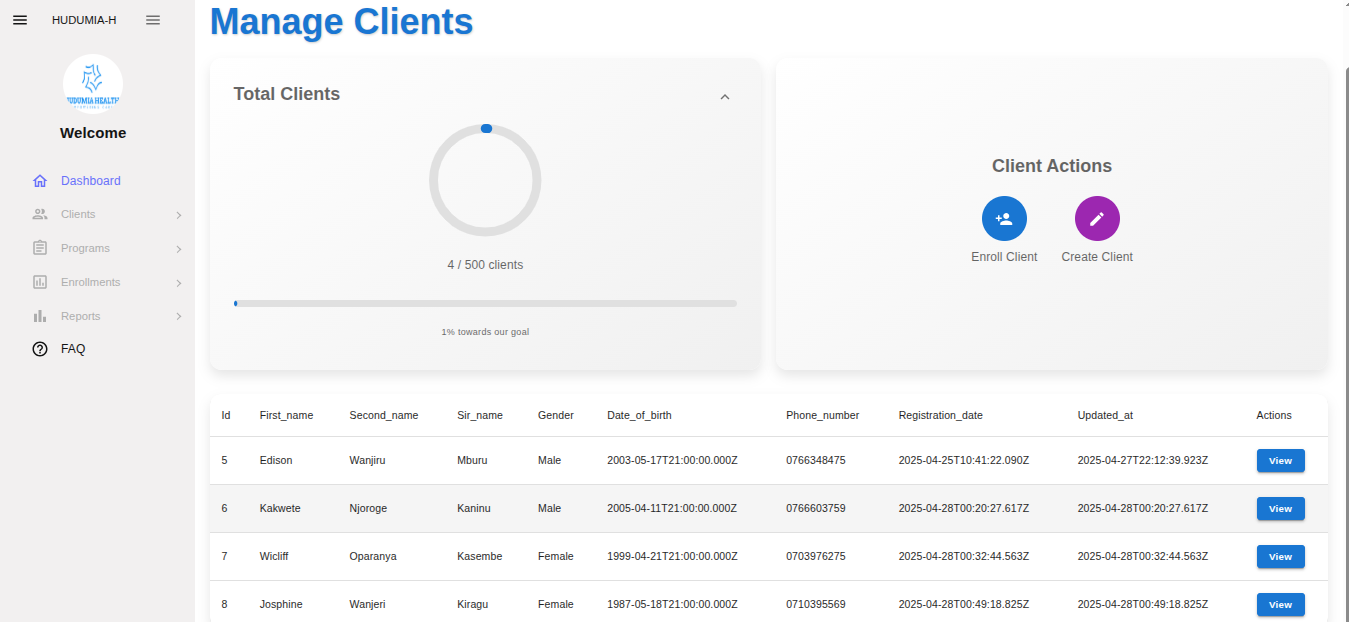 HUDUMIA-H
HUDUMIA HEALTH
Welcome
Dashboard
Clients
Programs
Enrollments
Reports
FAQ
Manage Clients
Total Clients
4 / 500 clients
1% towards our goal
Client Actions
Enroll Client Create Client
Id First_name Second_name Sir_name Gender Date_of_birth Phone_number Registration_date Updated_at Actions
5 Edison Wanjiru Mburu Male 2003-05-17T21:00:00.000Z 0766348475 2025-04-25T10:41:22.090Z 2025-04-27T22:12:39.923Z View
6 Kakwete Njoroge Kaninu Male 2005-04-11T21:00:00.000Z 0766603759 2025-04-28T00:20:27.617Z 2025-04-28T00:20:27.617Z View
7 Wicliff Oparanya Kasembe Female 1999-04-21T21:00:00.000Z 0703976275 2025-04-28T00:32:44.563Z 2025-04-28T00:32:44.563Z View
8 Josphine Wanjeri Kiragu Female 1987-05-18T21:00:00.000Z 0710395569 2025-04-28T00:49:18.825Z 2025-04-28T00:49:18.825Z View